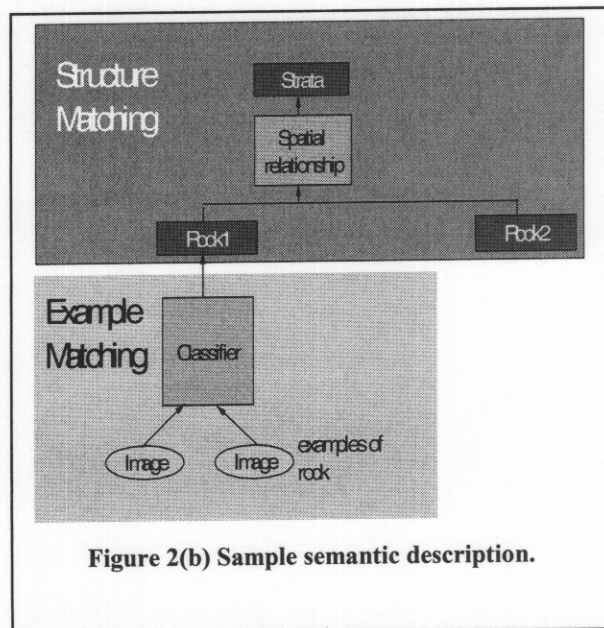 Structure
Matching
Strata
Spatial
relationship
Rock1
Rock2
Example
Matching
Classifier
Image
Image
examples of
rock
Figure 2(b) Sample semantic description.